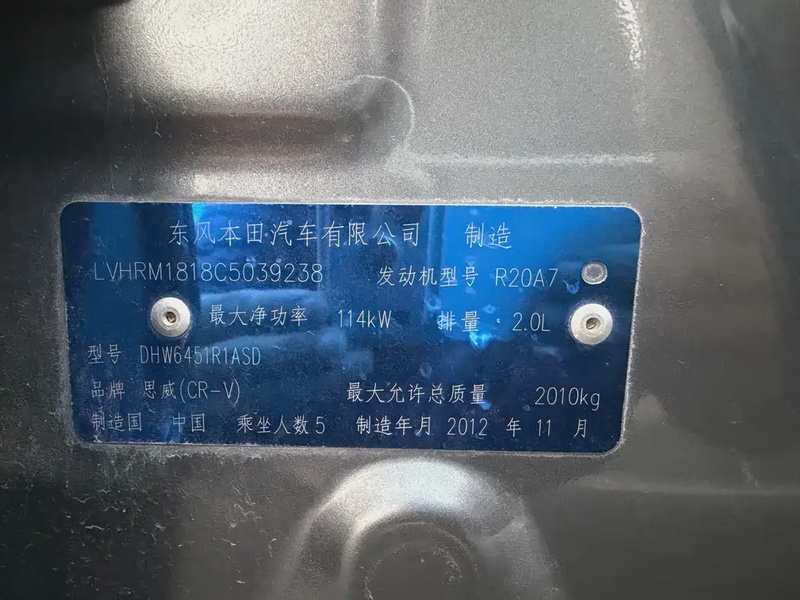 东风本田汽车有限公司 制造
LVHRM1818C5039238 发动机型号 R20A7
最大净功率 114kW 排量 2.0L
型号 DHW6451R1ASD
品牌 思威(CR-V) 最大允许总质量 2010kg
制造国 中国 乘坐人数 5 制造年月 2012 年 11 月